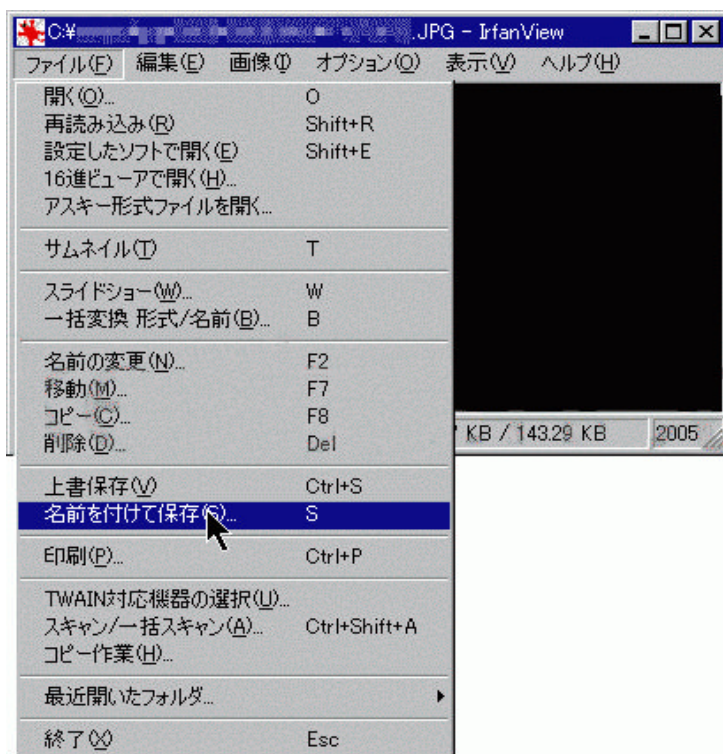 C:¥ .JPG - IrfanView
ファイル(F) 編集(E) 画像(I) オプション(O) 表示(V) ヘルプ(H)
開く(O)... O
再読み込み(R) Shift+R
設定したソフトで開く(E) Shift+E
16進ビューアで開く(H)...
アスキー形式ファイルを開く...
サムネイル(T) T
スライドショー(W)... W
一括変換 形式/名前(B)... B
名前の変更(N)... F2
移動(M)... F7
コピー(C)... F8
削除(D)... Del
KB / 143.29 KB 2005
上書保存(V) Ctrl+S
名前を付けて保存(S)... S
印刷(P)... Ctrl+P
TWAIN対応機器の選択(U)...
スキャン/一括スキャン(A)... Ctrl+Shift+A
コピー作業(H)...
最近開いたフォルダ...
終了(X) Esc